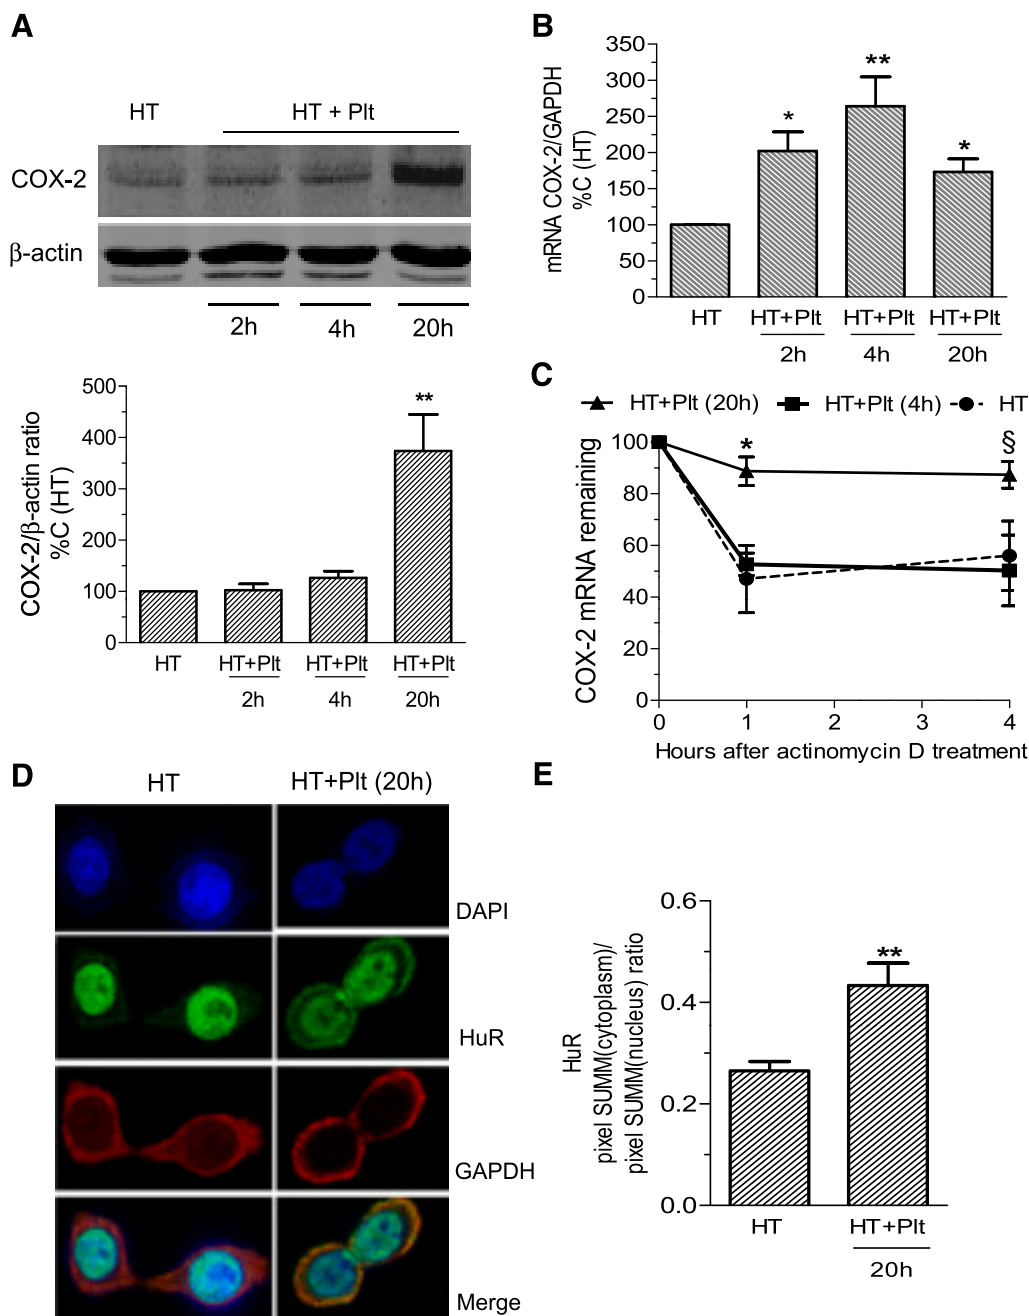 A
HT
HT + Plt
COX-2
β-actin
2h
4h
20h
COX-2/β-actin ratio
%C (HT)
500
400
300
200
100
0
HT
HT+Plt
HT+Plt
HT+Plt
2h
4h
20h
**
B
mRNA COX-2/GAPDH
%C (HT)
350
300
250
200
150
100
50
0
*
**
*
HT
HT+Plt
HT+Plt
HT+Plt
2h
4h
20h
C
HT+Plt (20h)
HT+Plt (4h)
HT
COX-2 mRNA remaining
100
80
60
40
20
0
*
§
0
1
2
3
4
Hours after actinomycin D treatment
D
HT
HT+Plt (20h)
DAPI
HuR
GAPDH
Merge
E
HuR
pixel SUMM(cytoplasm)/
pixel SUMM(nucleus) ratio
0.6
0.4
0.2
0.0
**
HT
HT+Plt
20h